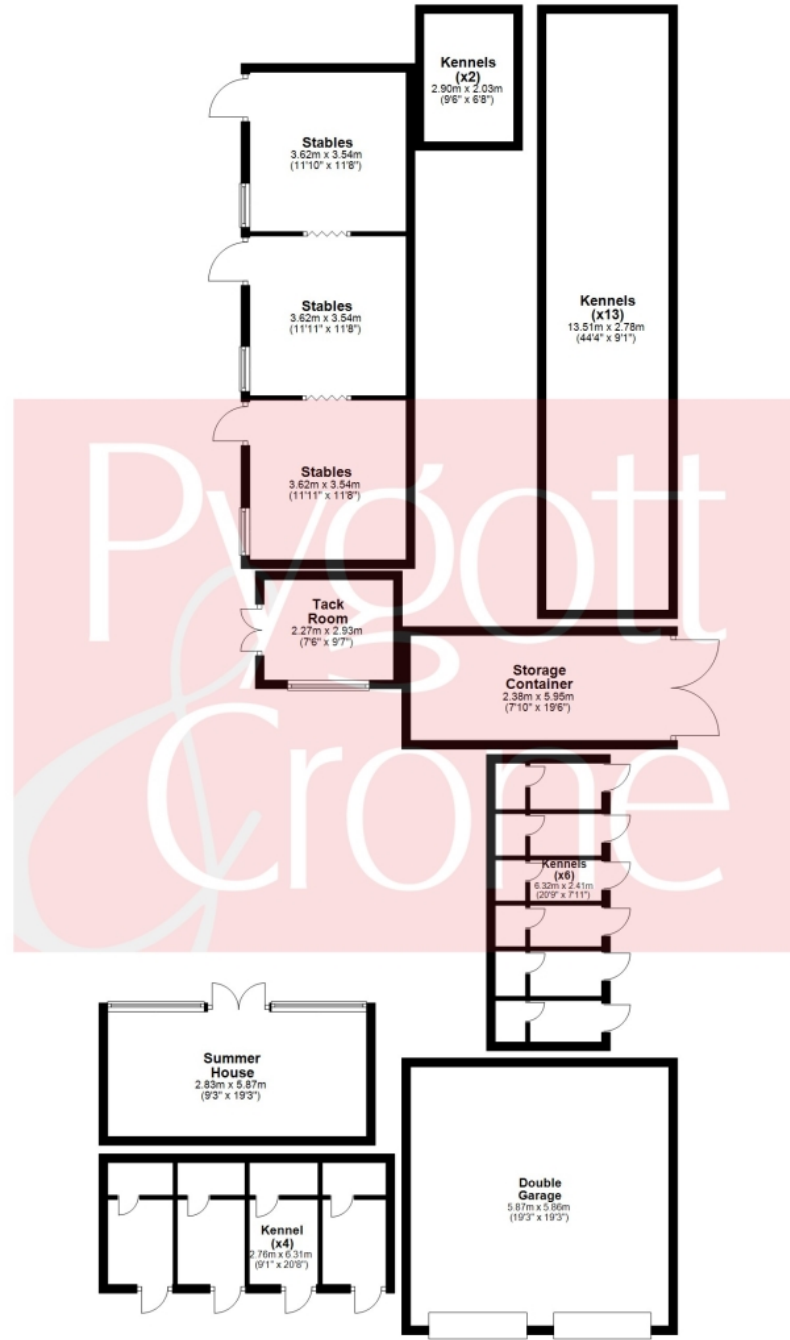 Kennels
(x2)
2.90m x 2.03m
(9'6" x 6'8")
Stables
3.62m x 3.54m
(11'10" x 11'8")
Stables
3.62m x 3.54m
(11'11" x 11'8")
Kennels
(x13)
13.51m x 2.78m
(44'4" x 9'1")
Stables
3.62m x 3.54m
(11'11" x 11'8")
Pygott
& Crone
Tack
Room
2.27m x 2.93m
(7'6" x 9'7")
Storage
Container
2.38m x 5.95m
(7'10" x 19'6")
Kennels
(x6)
6.32m x 2.41m
(20'9" x 7'11")
Summer
House
2.83m x 5.87m
(9'3" x 19'3")
Kennel
(x4)
2.76m x 6.31m
(9'1" x 20'8")
Double
Garage
5.87m x 5.86m
(19'3" x 19'3")